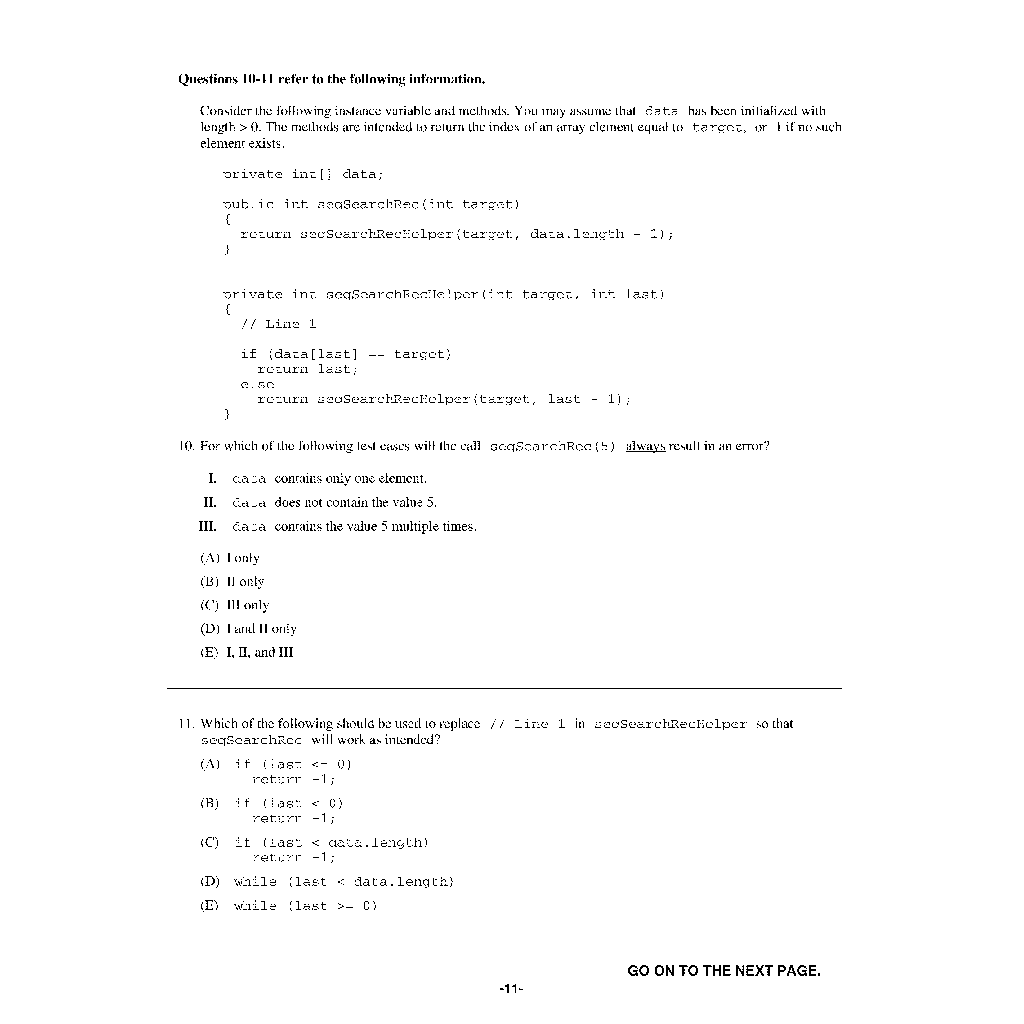 Questions 10-11 refer to the following information.
Consider the following instance variable and methods. You may assume that data has been initialized with
length > 0. The methods are intended to return the index of an array element equal to target, or -1 if no such
element exists.
private int[] data;
public int seqSearchRec(int target)
{
return seqSearchRecHelper(target, data.length - 1);
}
private int seqSearchRecHelper(int target, int last)
{
// Line 1
if (data[last] == target)
return last;
else
return seqSearchRecHelper(target, last - 1);
}
10. For which of the following test cases will the call seqSearchRec(5) always result in an error?
I. data contains only one element.
II. data does not contain the value 5.
III. data contains the value 5 multiple times.
(A) I only
(B) II only
(C) III only
(D) I and II only
(E) I, II, and III
11. Which of the following should be used to replace // Line 1 in seqSearchRecHelper so that
seqSearchRec will work as intended?
(A) if (last <= 0)
return -1;
(B) if (last < 0)
return -1;
(C) if (last < data.length)
return -1;
(D) while (last < data.length)
(E) while (last >= 0)
GO ON TO THE NEXT PAGE.
-11-